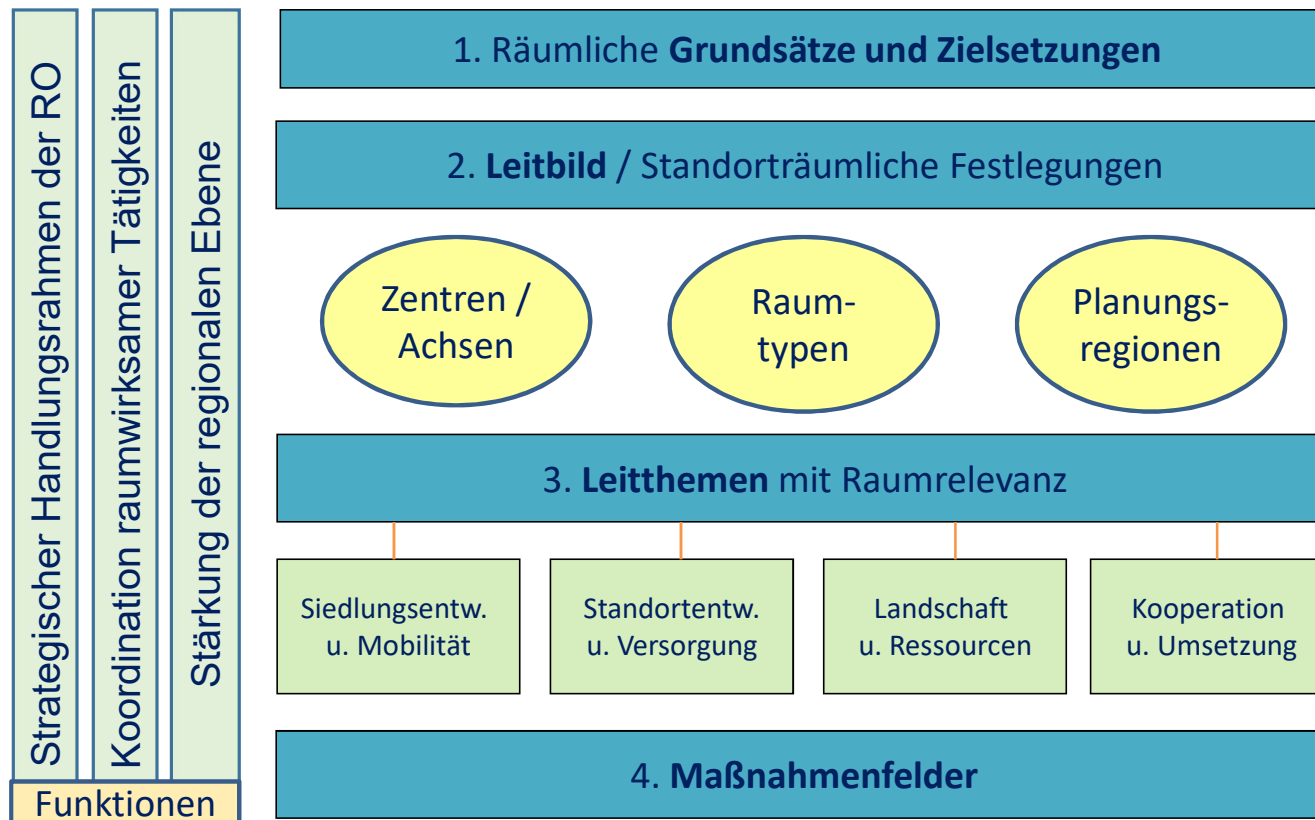 Strategischer Handlungsrahmen der RO
Koordination raumwirksamer Tätigkeiten
Stärkung der regionalen Ebene
Funktionen
1. Räumliche Grundsätze und Zielsetzungen
2. Leitbild / Standorträumliche Festlegungen
Zentren /
Achsen
Raum-
typen
Planungs-
regionen
3. Leitthemen mit Raumrelevanz
Siedlungsentw.
u. Mobilität
Standortentw.
u. Versorgung
Landschaft
u. Ressourcen
Kooperation
u. Umsetzung
4. Maßnahmenfelder